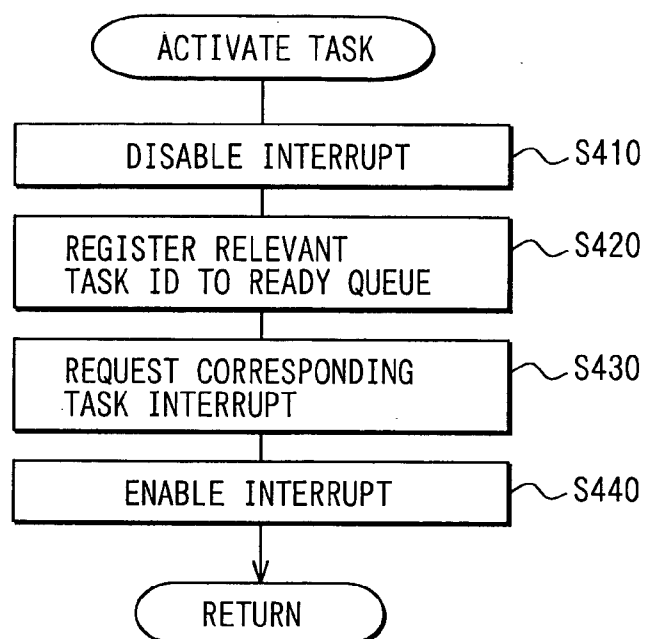 ACTIVATE TASK
DISABLE INTERRUPT
S410
REGISTER RELEVANT
TASK ID TO READY QUEUE
S420
REQUEST CORRESPONDING
TASK INTERRUPT
S430
ENABLE INTERRUPT
S440
RETURN